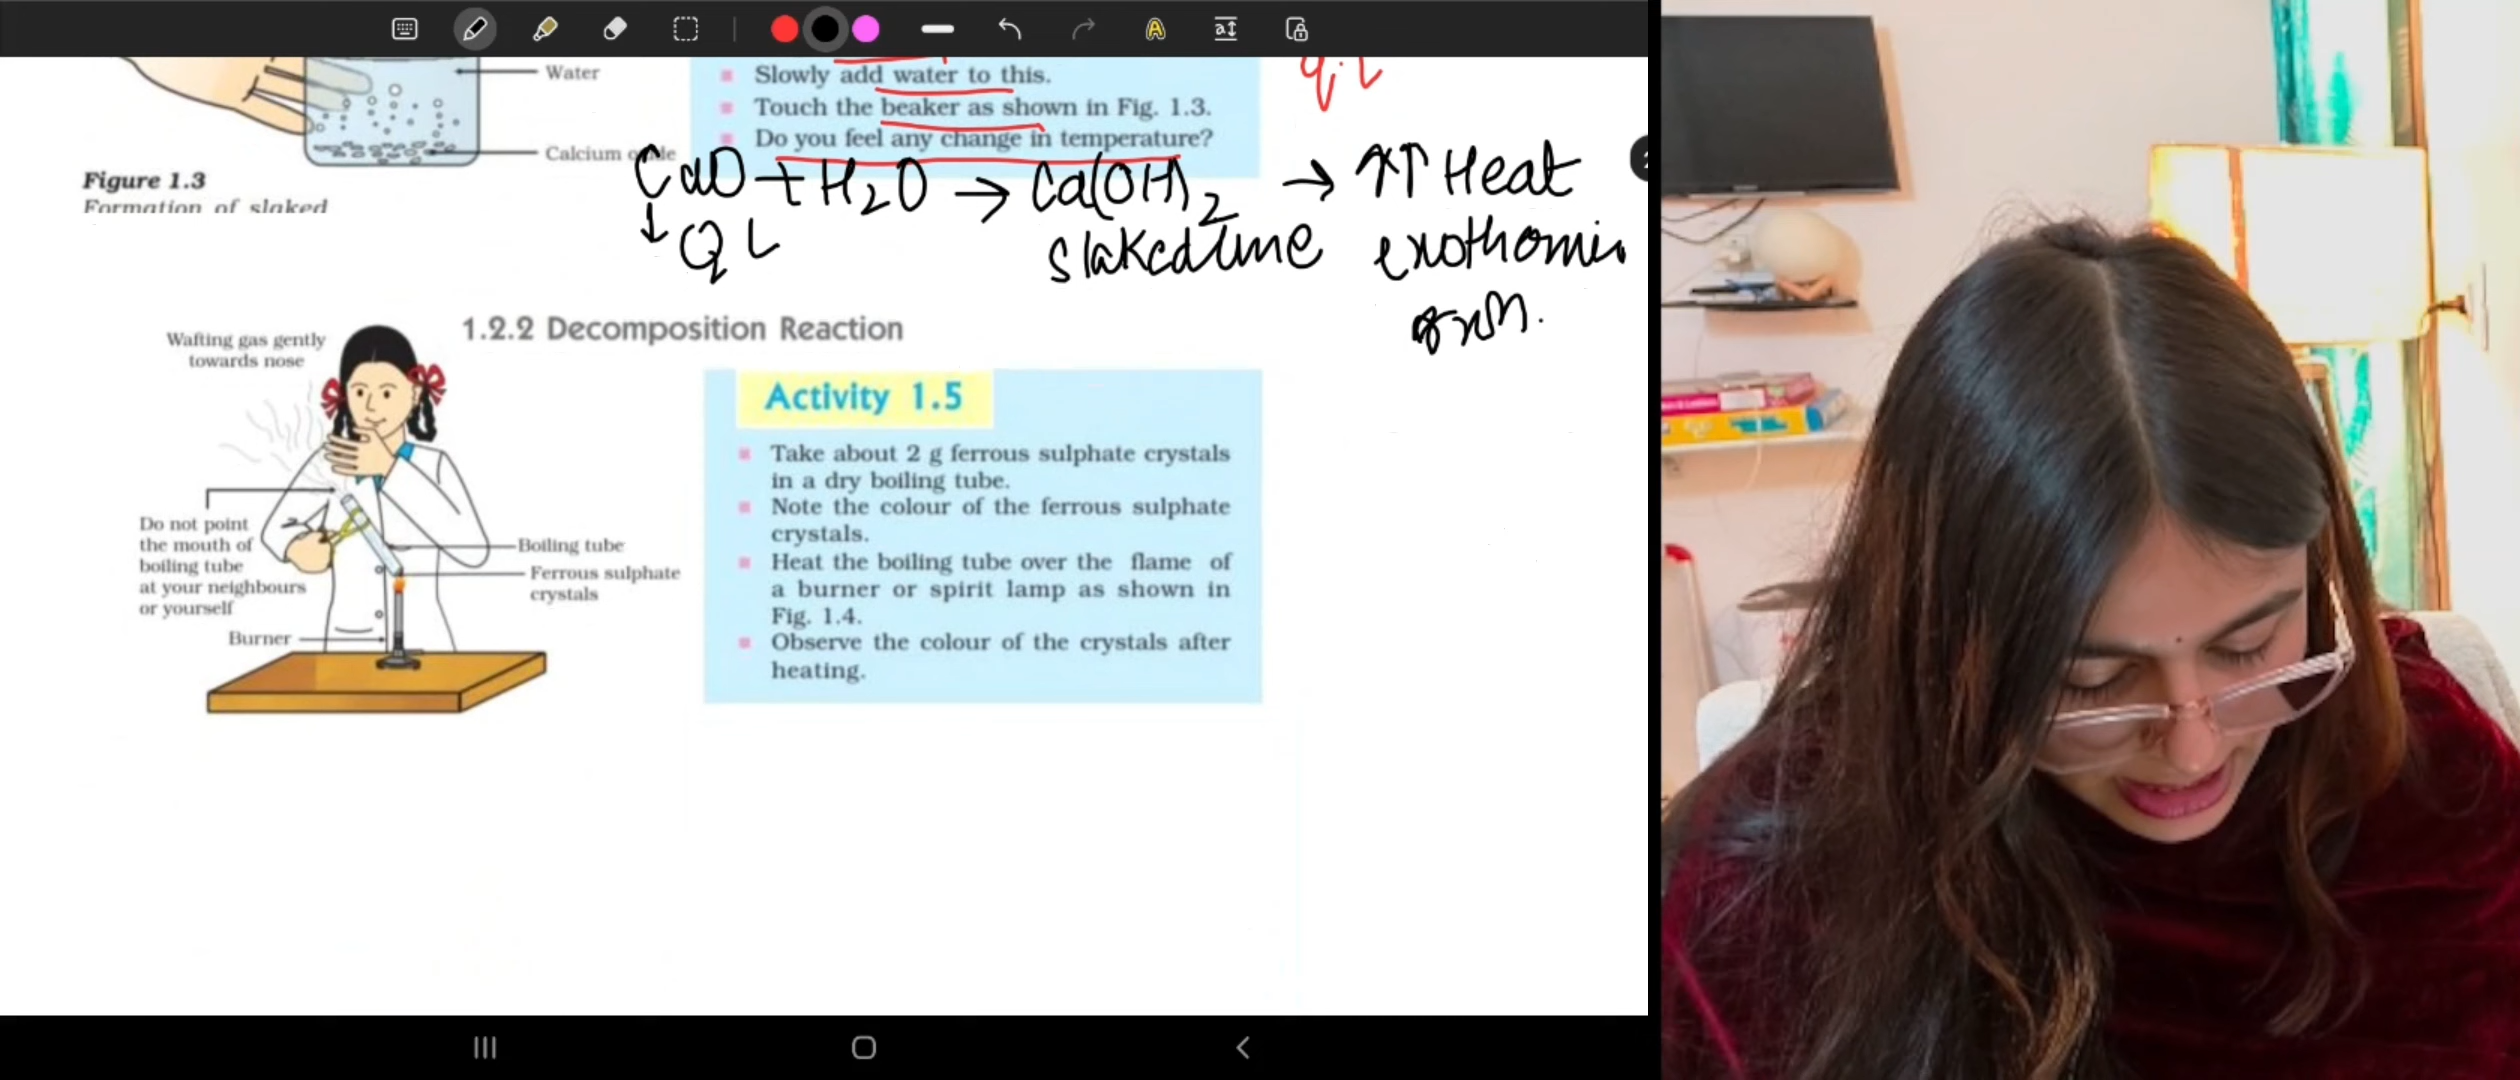 Water
Calcium oxide
Figure 1.3
Formation of slaked
Slowly add water to this.
Touch the beaker as shown in Fig. 1.3.
Do you feel any change in temperature?
q.L
CaO + H2O → Ca(OH)2 → ↑↑ Heat
↓ QL
slaked lime
exothomic
rxn.
1.2.2 Decomposition Reaction
Wafting gas gently
towards nose
Do not point
the mouth of
boiling tube
at your neighbours
or yourself
Boiling tube
Ferrous sulphate
crystals
Burner
Activity 1.5
Take about 2 g ferrous sulphate crystals
in a dry boiling tube.
Note the colour of the ferrous sulphate
crystals.
Heat the boiling tube over the flame of
a burner or spirit lamp as shown in
Fig. 1.4.
Observe the colour of the crystals after
heating.